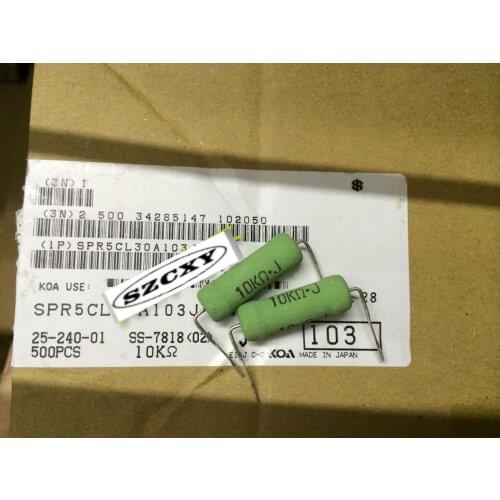 (3N) 1
(3N) 2 500 34285147 102050
(1P) SPR5CL30A103
KOA USE:
SZCXY
SPR5CL A103J
10KΩ·J
10KΩ·J
-28
25-240-01 SS-7818(02
103
500PCS 10KΩ
KOA MADE IN JAPAN